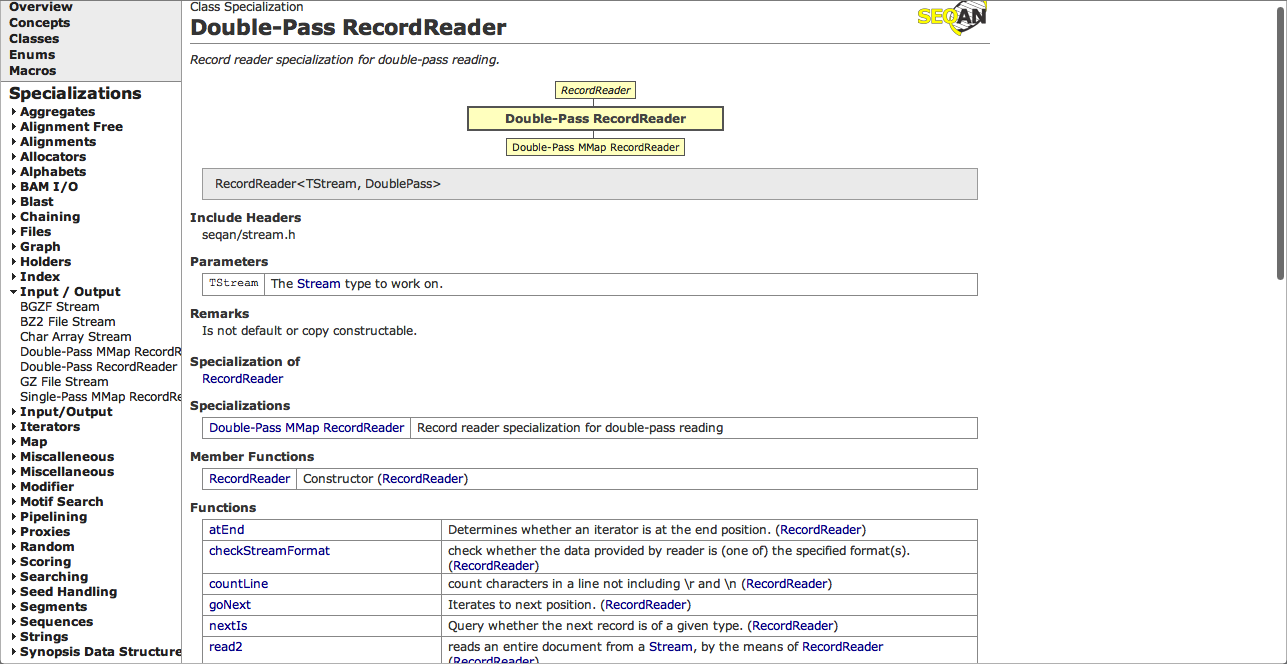 Overview
Concepts
Classes
Enums
Macros
Specializations
Aggregates
Alignment Free
Alignments
Allocators
Alphabets
BAM I/O
Blast
Chaining
Files
Graph
Holders
Index
Input / Output
BGZF Stream
BZ2 File Stream
Char Array Stream
Double-Pass MMap RecordR
Double-Pass RecordReader
GZ File Stream
Single-Pass MMap RecordRe
Input/Output
Iterators
Map
Miscalleneous
Miscellaneous
Modifier
Motif Search
Pipelining
Proxies
Random
Scoring
Searching
Seed Handling
Segments
Sequences
Strings
Synopsis Data Structure
Class Specialization
Double-Pass RecordReader
SEQAN
Record reader specialization for double-pass reading.
RecordReader
Double-Pass RecordReader
Double-Pass MMap RecordReader
RecordReader<TStream, DoublePass>
Include Headers
seqan/stream.h
Parameters
TStream The Stream type to work on.
Remarks
Is not default or copy constructable.
Specialization of
RecordReader
Specializations
Double-Pass MMap RecordReader Record reader specialization for double-pass reading
Member Functions
RecordReader Constructor (RecordReader)
Functions
atEnd Determines whether an iterator is at the end position. (RecordReader)
checkStreamFormat check whether the data provided by reader is (one of) the specified format(s).
(RecordReader)
countLine count characters in a line not including \r and \n (RecordReader)
goNext Iterates to next position. (RecordReader)
nextIs Query whether the next record is of a given type. (RecordReader)
read2 reads an entire document from a Stream, by the means of RecordReader
(RecordReader)